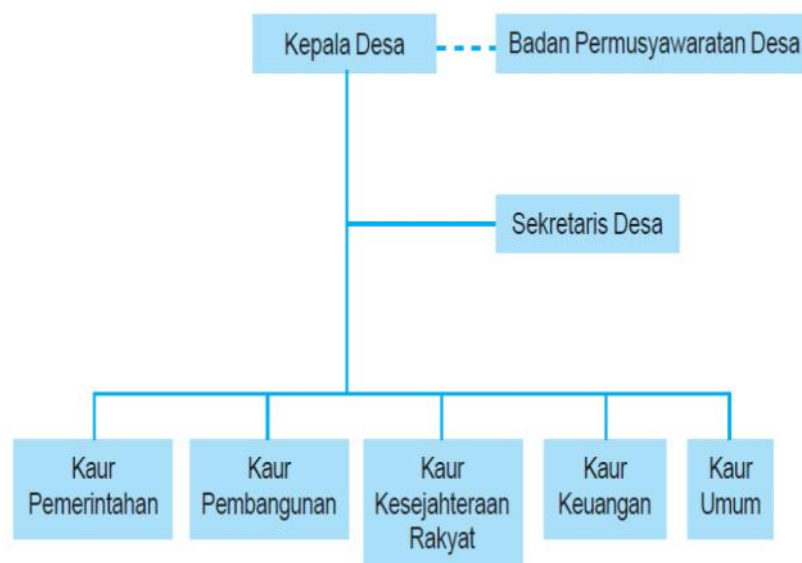 Kepala Desa
Badan Permusyawaratan Desa
Sekretaris Desa
Kaur
Pemerintahan
Kaur
Pembangunan
Kaur
Kesejahteraan
Rakyat
Kaur
Keuangan
Kaur
Umum